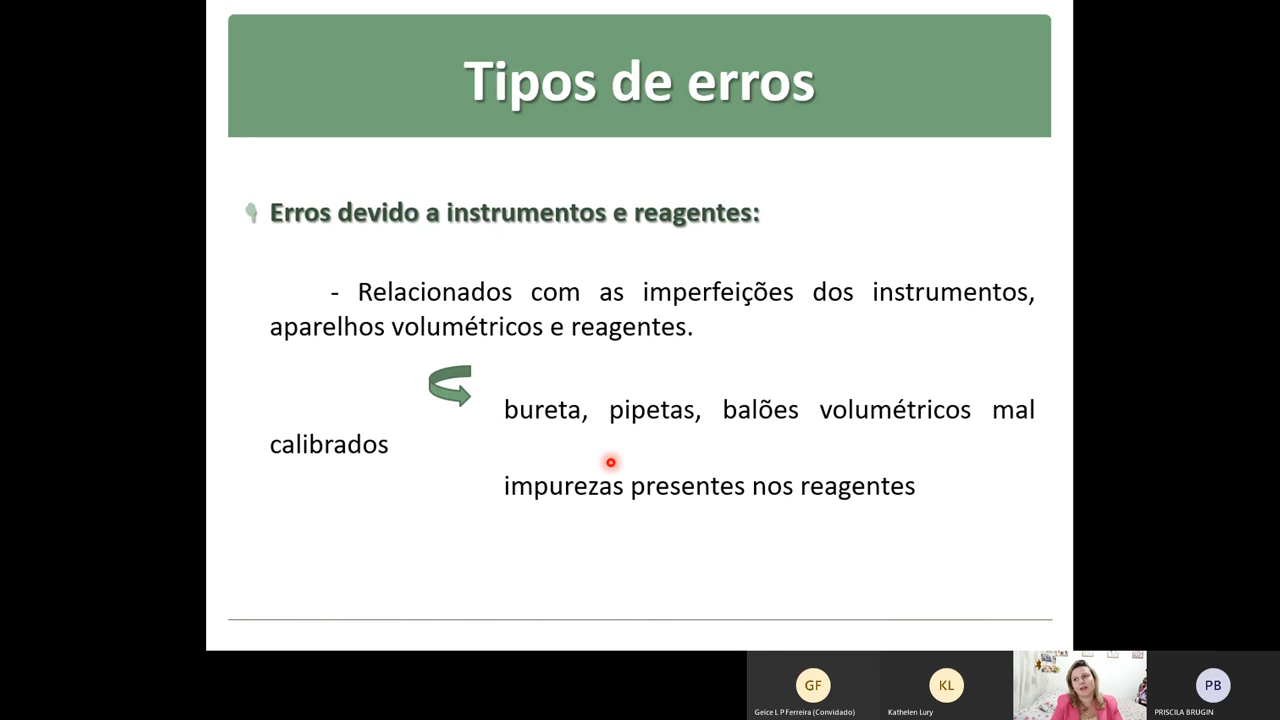 Tipos de erros
Erros devido a instrumentos e reagentes:
- Relacionados com as imperfeições dos instrumentos,
aparelhos volumétricos e reagentes.
bureta, pipetas, balões volumétricos mal
calibrados
impurezas presentes nos reagentes
GF
KL
PB
Geice L P Ferreira (Convidado)
Kathelen Lury
PRISCILA BRUGIN